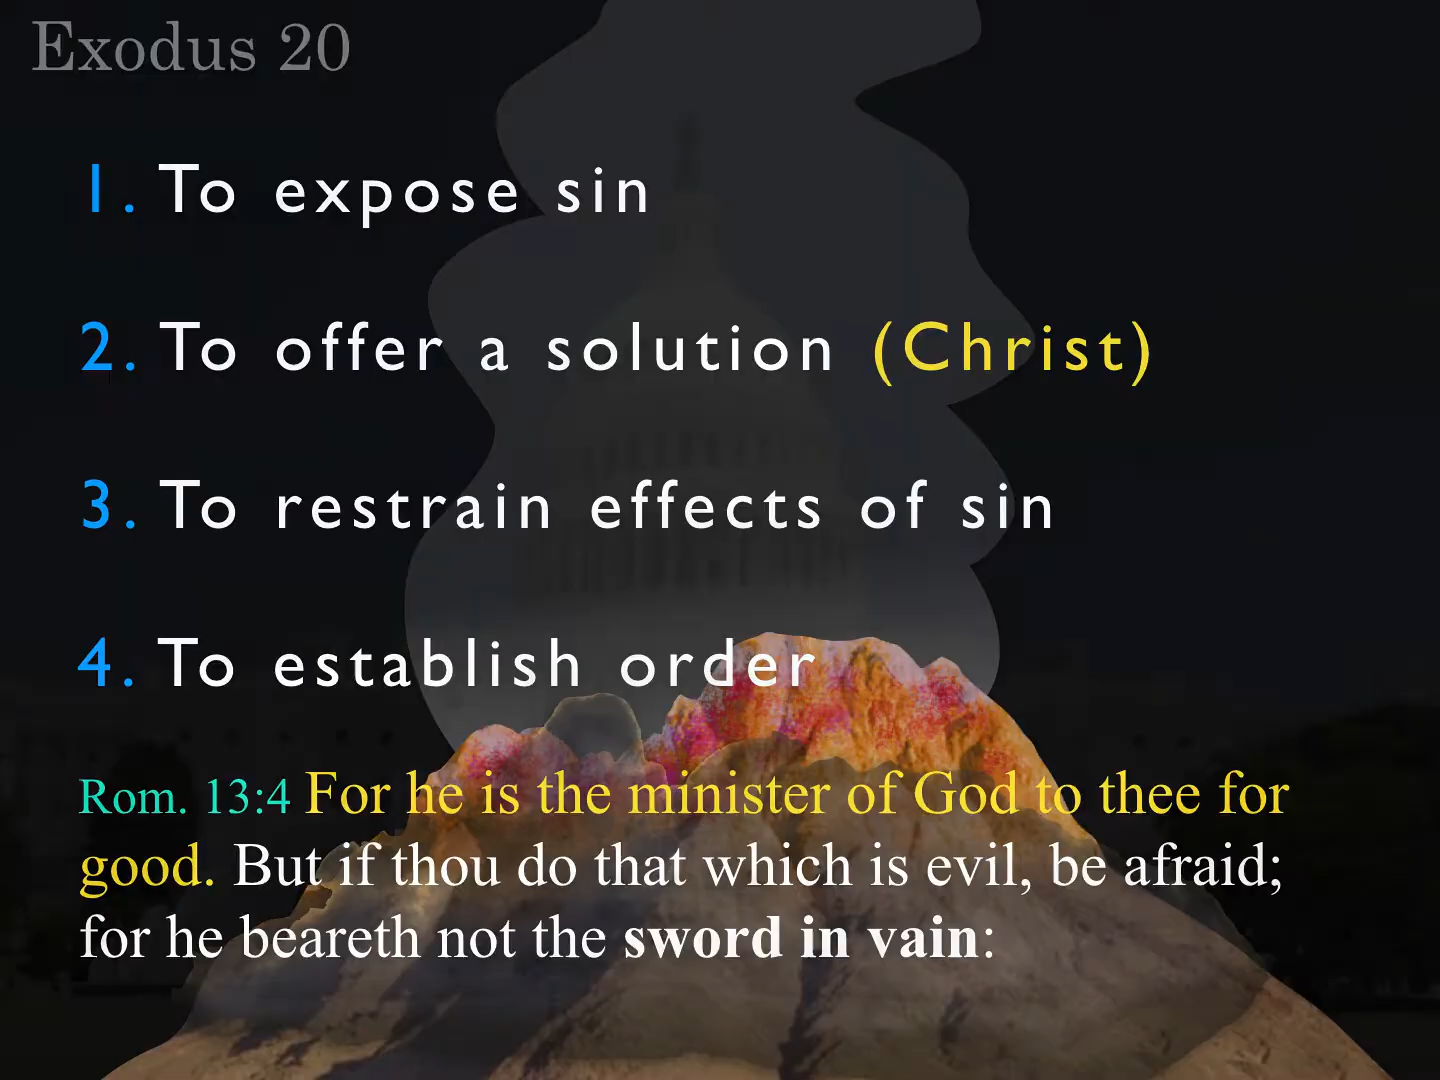 Exodus 20
1. To expose sin
2. To offer a solution (Christ)
3. To restrain effects of sin
4. To establish order
Rom. 13:4 For he is the minister of God to thee for
good. But if thou do that which is evil, be afraid;
for he beareth not the sword in vain: